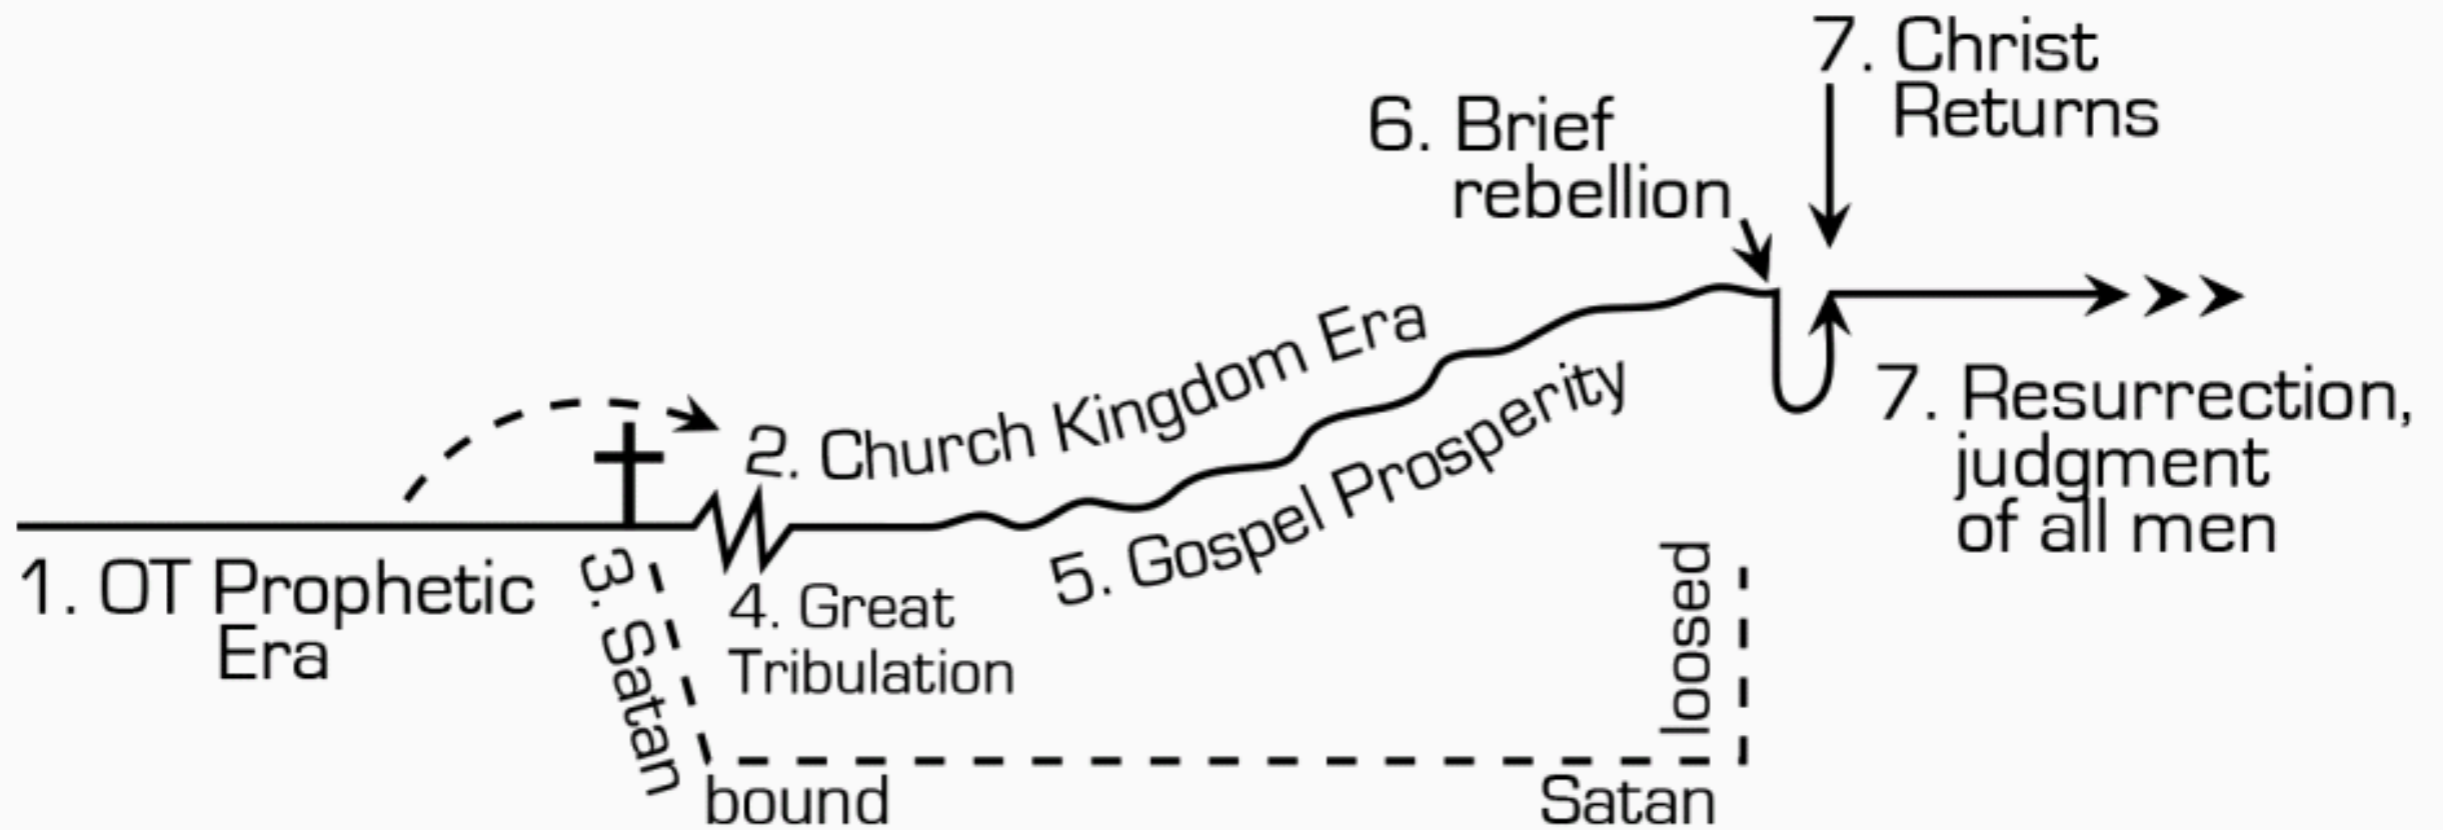 7. Christ
Returns
6. Brief
rebellion
2. Church Kingdom Era
5. Gospel Prosperity
7. Resurrection,
judgment
of all men
1. OT Prophetic
Era
3. Satan
bound
4. Great
Tribulation
Satan
loosed